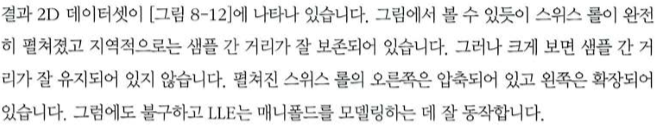 결과 2D 데이터셋이 [그림 8-12]에 나타나 있습니다. 그림에서 볼 수 있듯이 스위스 롤이 완전
히 펼쳐졌고 지역적으로는 샘플 간 거리가 잘 보존되어 있습니다. 그러나 크게 보면 샘플 간 거
리가 잘 유지되어 있지 않습니다. 펼쳐진 스위스 롤의 오른쪽은 압축되어 있고 왼쪽은 확장되어
있습니다. 그럼에도 불구하고 LLE는 매니폴드를 모델링하는 데 잘 동작합니다.